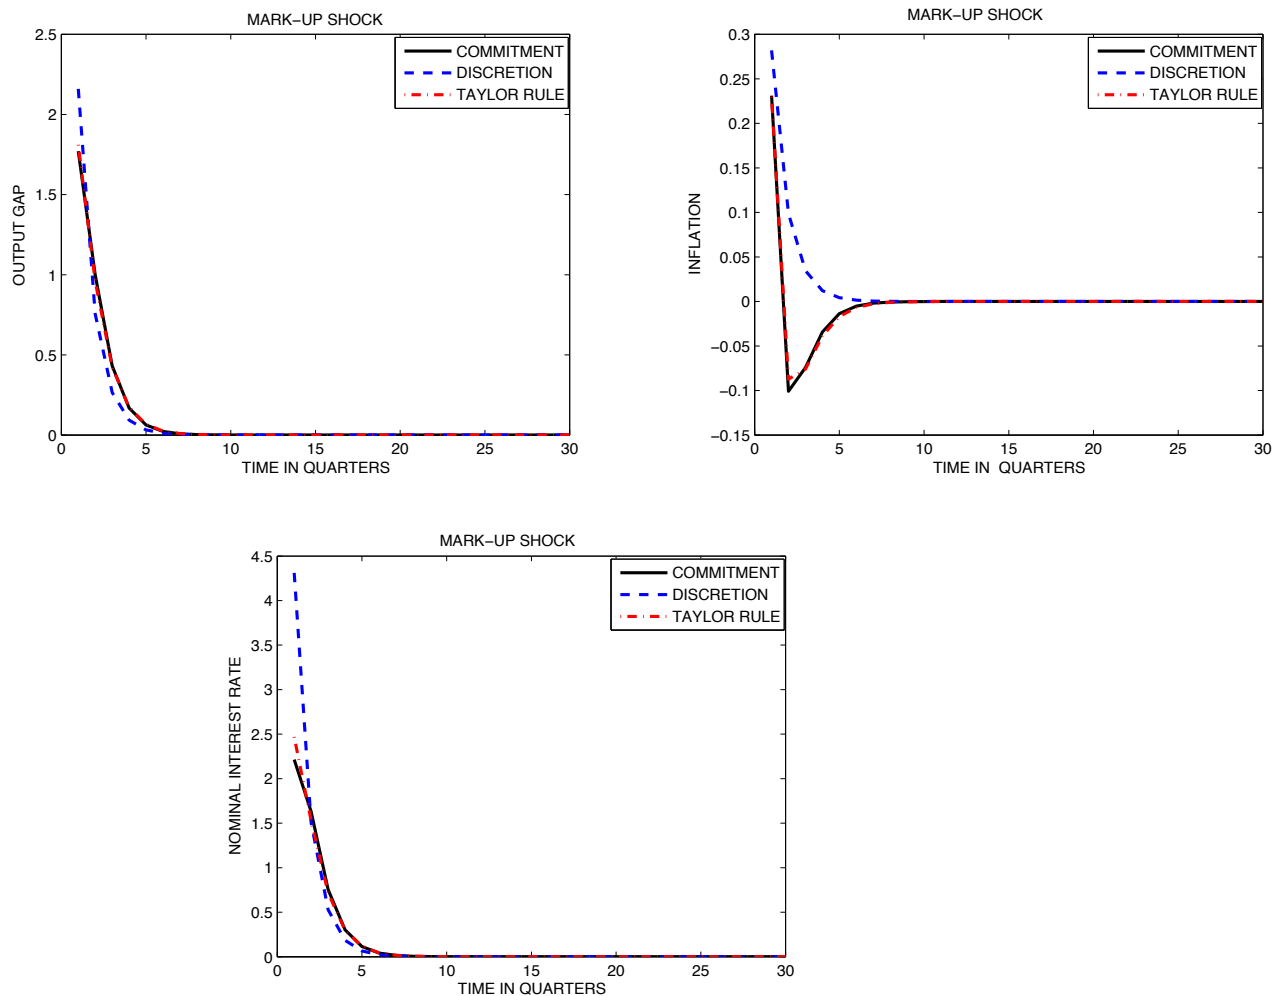 MARK−UP SHOCK
2.5
2
1.5
1
0.5
0
OUTPUT GAP
COMMITMENT
DISCRETION
TAYLOR RULE
0 5 10 15 20 25 30
TIME IN QUARTERS
MARK−UP SHOCK
0.3
0.25
0.2
0.15
0.1
0.05
0
−0.05
−0.1
−0.15
INFLATION
COMMITMENT
DISCRETION
TAYLOR RULE
0 5 10 15 20 25 30
TIME IN QUARTERS
MARK−UP SHOCK
4.5
4
3.5
3
2.5
2
1.5
1
0.5
0
NOMINAL INTEREST RATE
COMMITMENT
DISCRETION
TAYLOR RULE
0 5 10 15 20 25 30
TIME IN QUARTERS